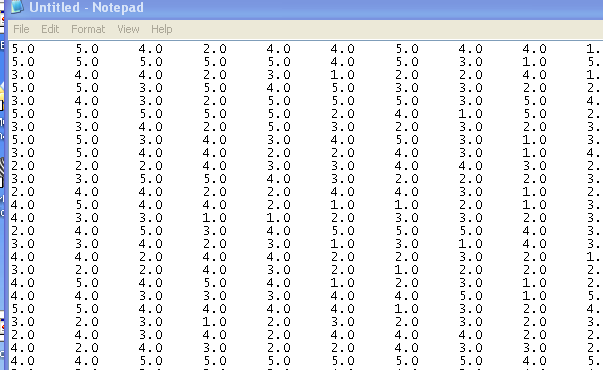 Untitled - Notepad
File Edit Format View Help
5.0 5.0 4.0 2.0 4.0 4.0 5.0 4.0 4.0 1.
5.0 5.0 5.0 5.0 5.0 5.0 5.0 3.0 1.0 5.
3.0 4.0 4.0 2.0 3.0 1.0 2.0 2.0 4.0 1.
5.0 5.0 3.0 5.0 4.0 5.0 3.0 3.0 2.0 2.
4.0 3.0 3.0 2.0 5.0 5.0 5.0 3.0 5.0 4.
5.0 5.0 5.0 5.0 5.0 2.0 4.0 1.0 5.0 2.
3.0 3.0 4.0 2.0 5.0 3.0 2.0 3.0 2.0 3.
5.0 5.0 3.0 4.0 3.0 4.0 5.0 3.0 1.0 3.
3.0 5.0 4.0 4.0 2.0 2.0 4.0 3.0 1.0 4.
2.0 2.0 2.0 4.0 3.0 3.0 4.0 4.0 3.0 2.
3.0 3.0 5.0 5.0 4.0 3.0 2.0 2.0 2.0 3.
2.0 4.0 4.0 2.0 2.0 4.0 4.0 3.0 1.0 2.
4.0 5.0 4.0 4.0 2.0 1.0 1.0 2.0 1.0 3.
4.0 3.0 3.0 1.0 1.0 2.0 3.0 3.0 2.0 3.
2.0 4.0 5.0 3.0 4.0 5.0 5.0 5.0 4.0 3.
3.0 3.0 4.0 2.0 3.0 1.0 3.0 1.0 4.0 3.
4.0 4.0 2.0 4.0 4.0 2.0 3.0 3.0 2.0 1.
3.0 2.0 2.0 4.0 3.0 2.0 1.0 2.0 2.0 2.
4.0 5.0 4.0 5.0 4.0 1.0 2.0 3.0 1.0 3.
4.0 4.0 3.0 3.0 3.0 4.0 4.0 5.0 1.0 5.
5.0 5.0 4.0 4.0 4.0 1.0 3.0 4.0 2.0 4.
3.0 2.0 3.0 1.0 2.0 3.0 2.0 3.0 2.0 3.
2.0 4.0 4.0 3.0 4.0 2.0 4.0 2.0 4.0 2.
4.0 2.0 4.0 3.0 2.0 2.0 4.0 3.0 3.0 2.
4.0 4.0 5.0 5.0 5.0 5.0 5.0 4.0 5.0 3.